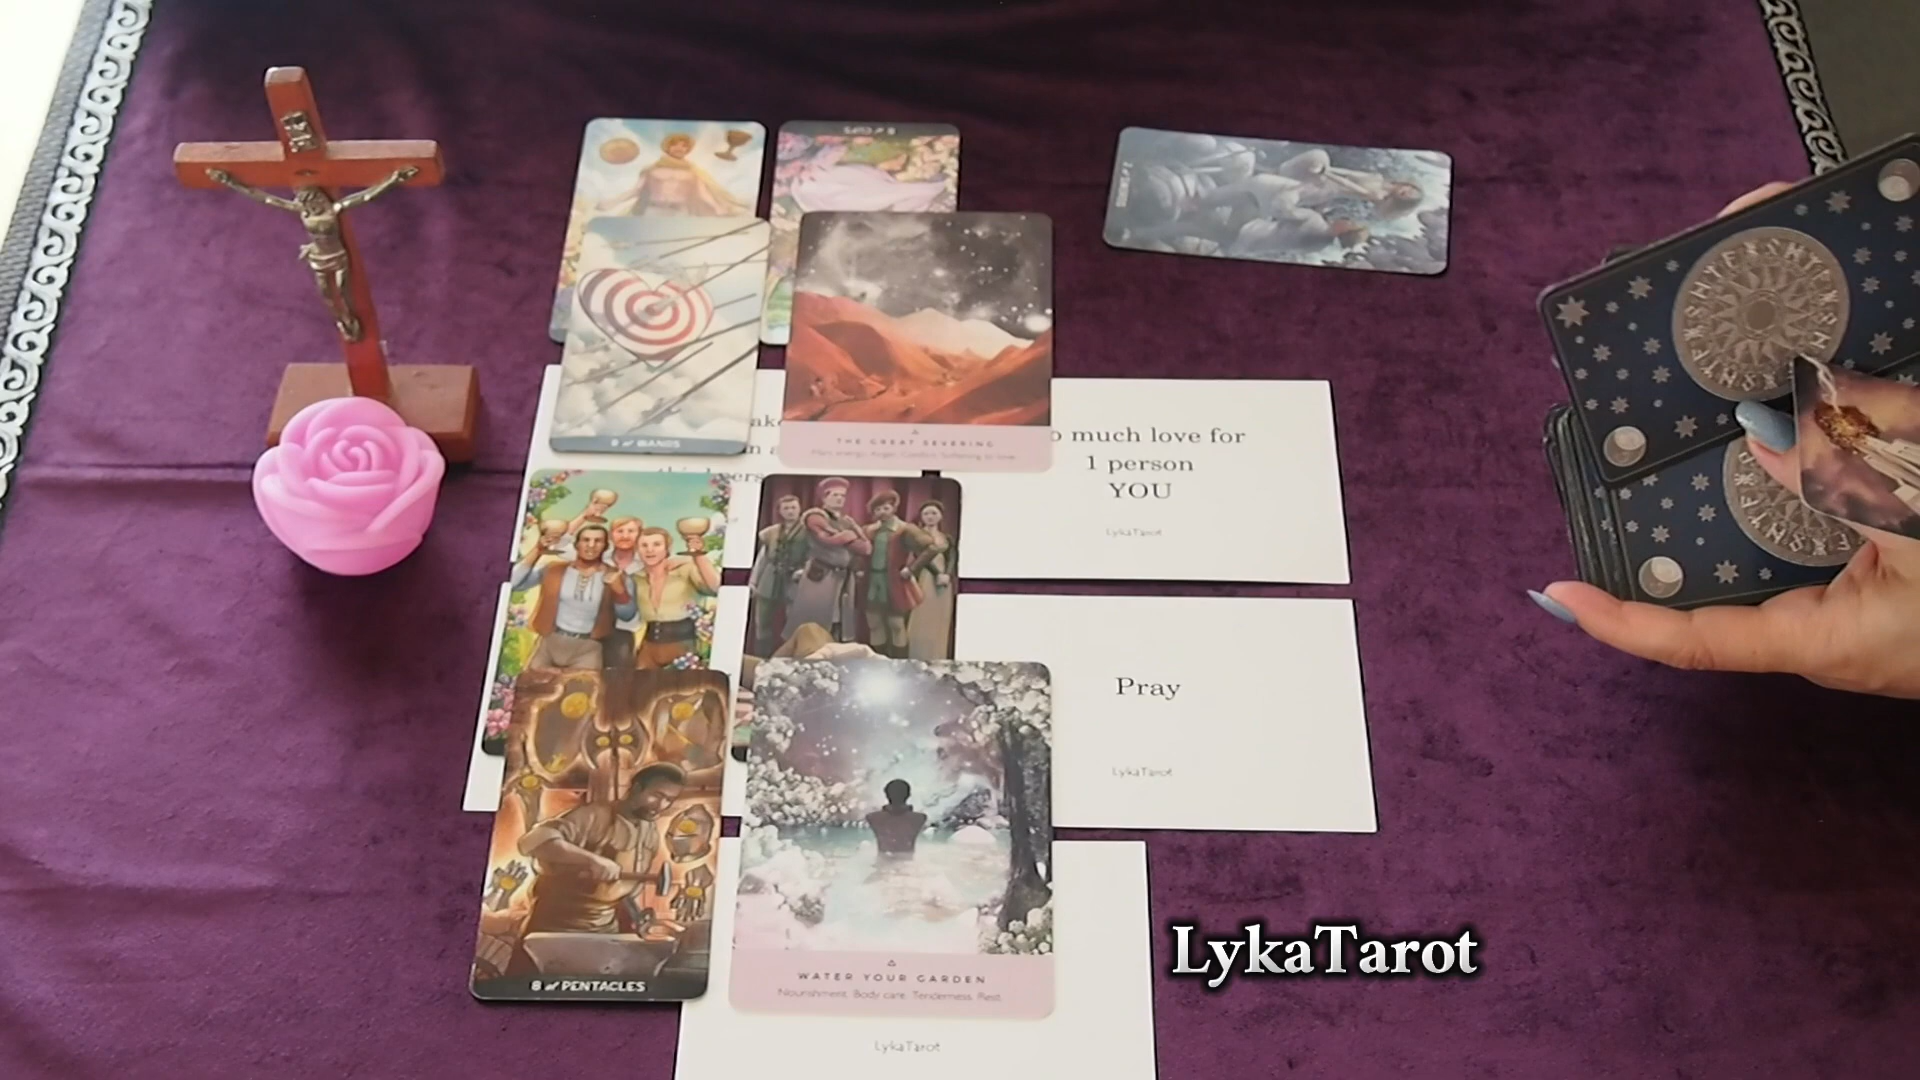 8 of CUPS
8 of WANDS
THE GREAT SEVERING
much love for
1 person
YOU
LykaTarot
Pray
LykaTarot
8 of PENTACLES
WATER YOUR GARDEN
Nourishment. Body care. Tenderness. Rest.
LykaTarot
LykaTarot